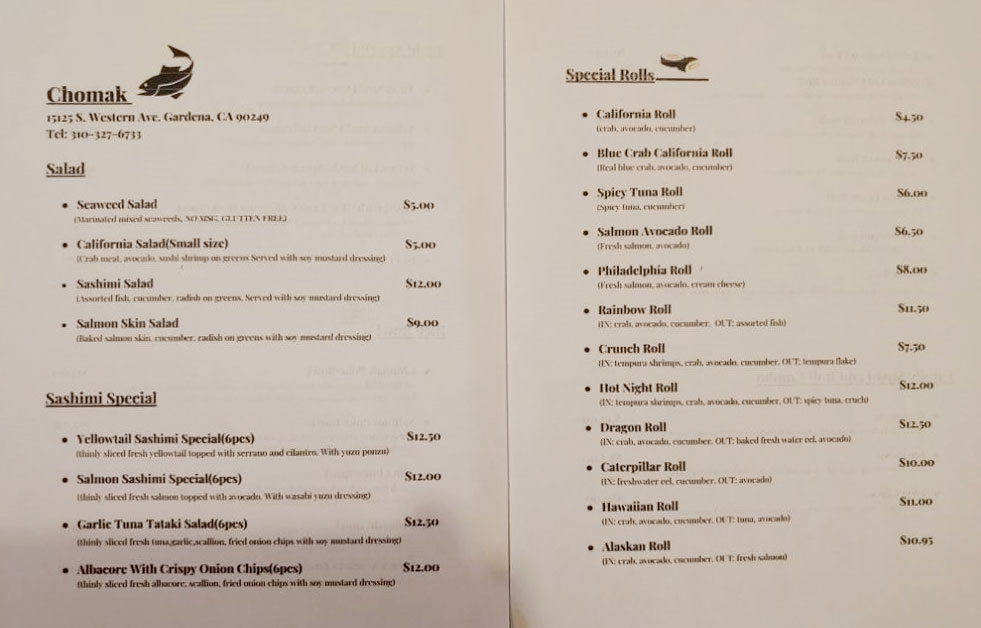 Chomak
15125 S. Western Ave. Gardena, CA 90249
Tel: 310-327-6733
Salad
• Seaweed Salad $5.00
(Marinated mixed seaweeds, NO MSG, GLUTTEN FREE)
• California Salad(Small size) $5.00
(Crab meat, avocado, sushi shrimp on greens Served with soy mustard dressing)
• Sashimi Salad $12.00
(Assorted fish, cucumber, radish on greens. Served with soy mustard dressing)
• Salmon Skin Salad $9.00
(Baked salmon skin, cucumber, radish on greens with soy mustard dressing)
Sashimi Special
• Yellowtail Sashimi Special(6pcs) $12.50
(thinly sliced fresh yellowtail topped with serrano and cilantro. With yuzu ponzu)
• Salmon Sashimi Special(6pcs) $12.00
(thinly sliced fresh salmon topped with avocado. With wasabi yuzu dressing)
• Garlic Tuna Tataki Salad(6pcs) $12.50
(thinly sliced fresh tuna,garlic,scallion, fried onion chips with soy mustard dressing)
• Albacore With Crispy Onion Chips(6pcs) $12.00
(thinly sliced fresh albacore, scallion, fried onion chips with soy mustard dressing)
Special Rolls
• California Roll $4.50
(crab, avocado, cucumber)
• Blue Crab California Roll $7.50
(Real blue crab, avocado, cucumber)
• Spicy Tuna Roll $6.00
(Spicy tuna, cucumber)
• Salmon Avocado Roll $6.50
(Fresh salmon, avocado)
• Philadelphia Roll $8.00
(Fresh salmon, avocado, cream cheese)
• Rainbow Roll $11.50
(IN: crab, avocado, cucumber. OUT: assorted fish)
• Crunch Roll $7.50
(IN: tempura shrimps, crab, avocado, cucumber. OUT: tempura flake)
• Hot Night Roll $12.00
(IN: tempura shrimps, crab, avocado, cucumber. OUT: spicy tuna, cruch)
• Dragon Roll $12.50
(IN: crab, avocado, cucumber. OUT: baked fresh water eel, avocado)
• Caterpillar Roll $10.00
(IN: freshwater eel, cucumber. OUT: avocado)
• Hawaiian Roll $11.00
(IN: crab, avocado, cucumber. OUT: tuna, avocado)
• Alaskan Roll $10.95
(IN: crab, avocado, cucumber. OUT: fresh salmon)